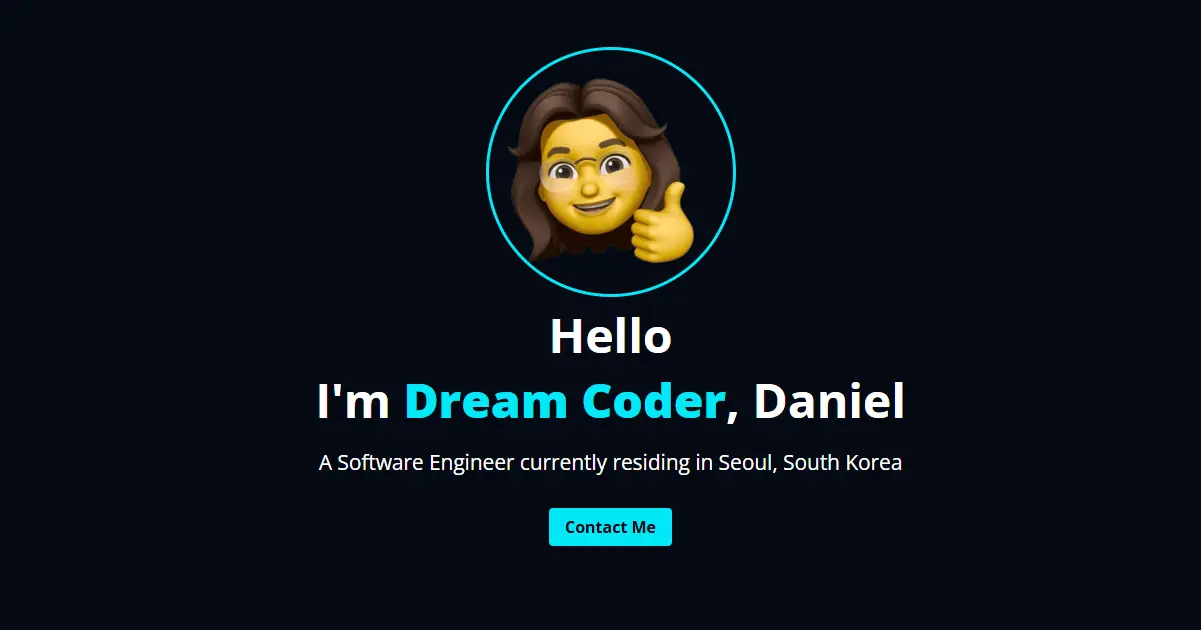 Hello
I'm Dream Coder, Daniel
A Software Engineer currently residing in Seoul, South Korea
Contact Me